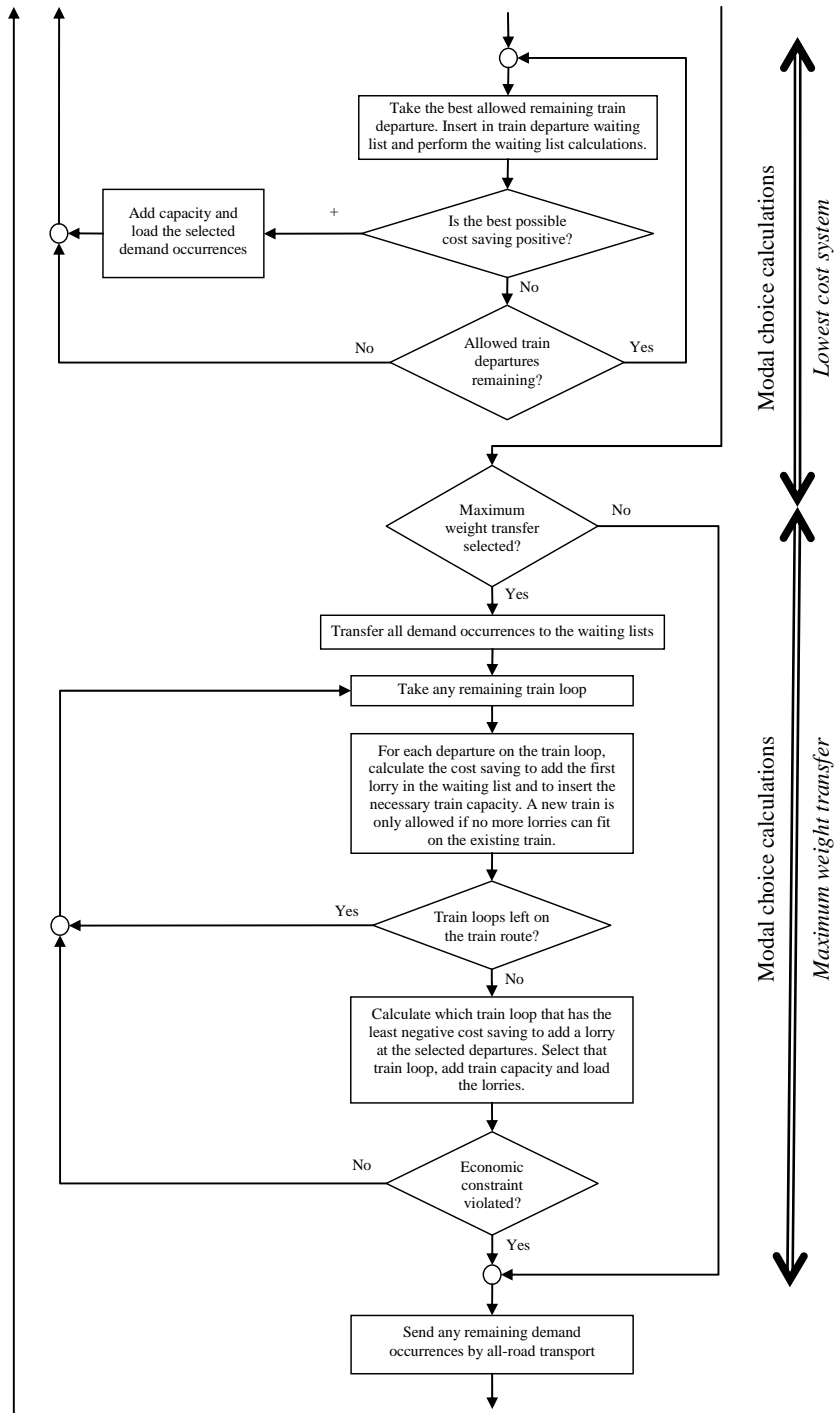 Take the best allowed remaining train
departure. Insert in train departure waiting
list and perform the waiting list calculations.
Add capacity and
load the selected
demand occurrences
+
Is the best possible
cost saving positive?
No
No
Allowed train
departures
remaining?
Yes
Modal choice calculations
Lowest cost system
Maximum
weight transfer
selected?
No
Yes
Transfer all demand occurrences to the waiting lists
Take any remaining train loop
For each departure on the train loop,
calculate the cost saving to add the first
lorry in the waiting list and to insert the
necessary train capacity. A new train is
only allowed if no more lorries can fit
on the existing train.
Yes
Train loops left on
the train route?
No
Modal choice calculations
Maximum weight transfer
Calculate which train loop that has the
least negative cost saving to add a lorry
at the selected departures. Select that
train loop, add train capacity and load
the lorries.
No
Economic
constraint
violated?
Yes
Send any remaining demand
occurrences by all-road transport